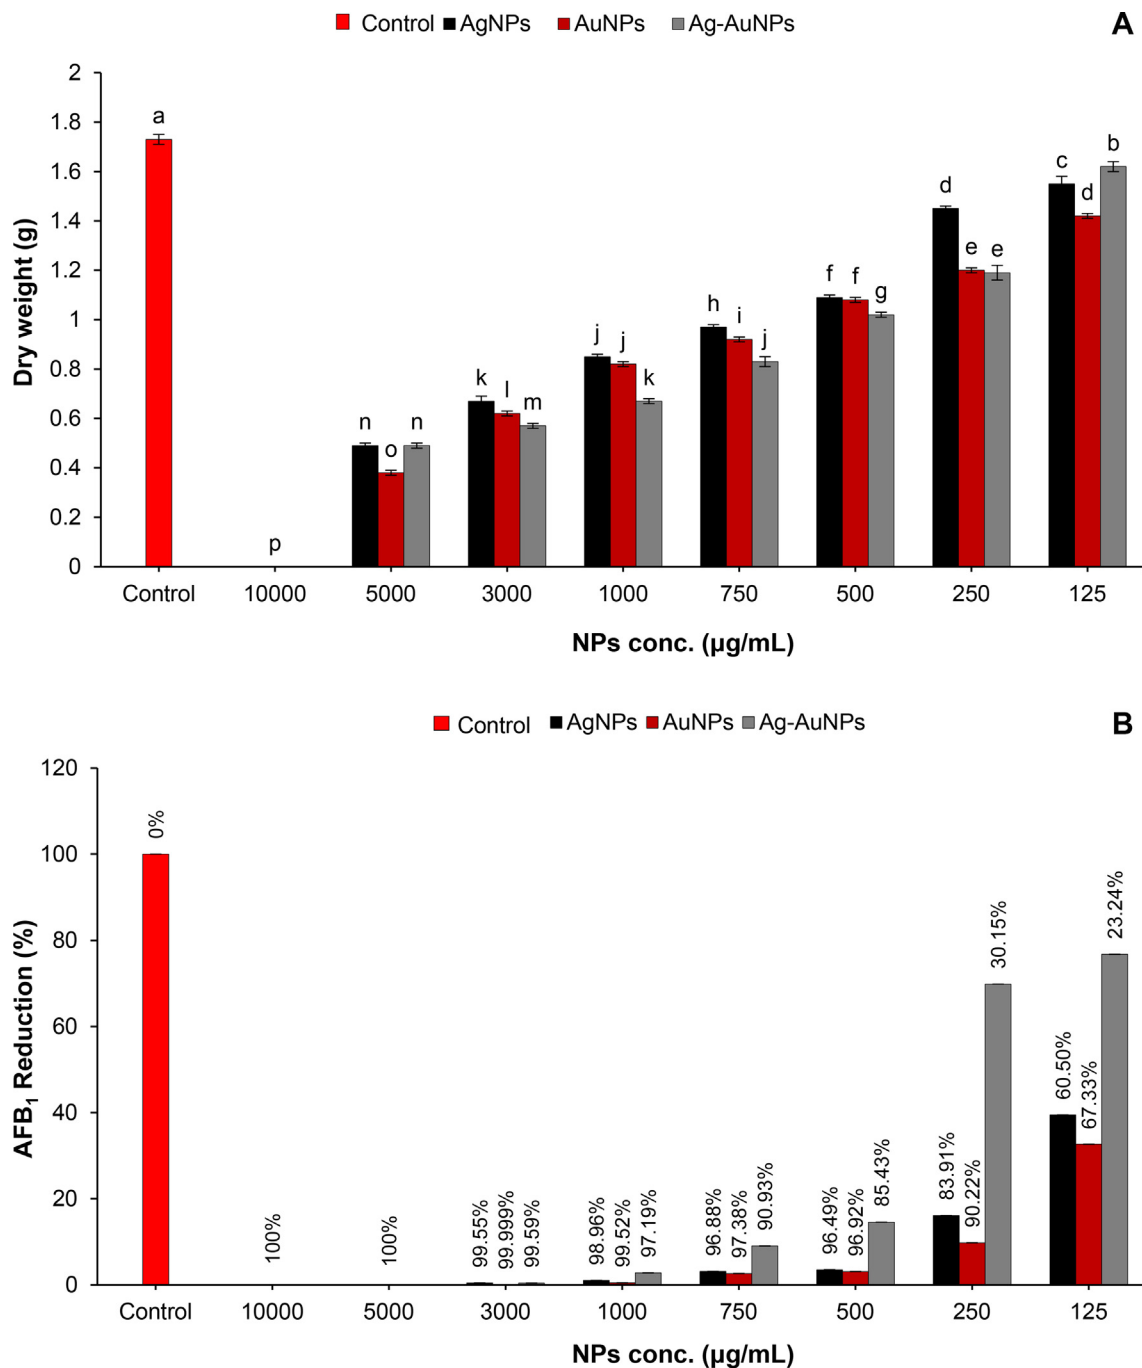 Control AgNPs AuNPs Ag-AuNPs
A
Dry weight (g)
2
1.8
1.6
1.4
1.2
1
0.8
0.6
0.4
0.2
0
a
p
n o n
k l m
j j k
h i j
f f g
d e e
c d b
Control 10000 5000 3000 1000 750 500 250 125
NPs conc. (µg/mL)
Control AgNPs AuNPs Ag-AuNPs
B
AFB₁ Reduction (%)
120
100
80
60
40
20
0
0%
100%
100%
99.55%
99.999%
99.59%
98.96%
99.52%
97.19%
96.88%
97.38%
90.93%
96.49%
96.92%
85.43%
83.91%
90.22%
30.15%
60.50%
67.33%
23.24%
Control 10000 5000 3000 1000 750 500 250 125
NPs conc. (µg/mL)